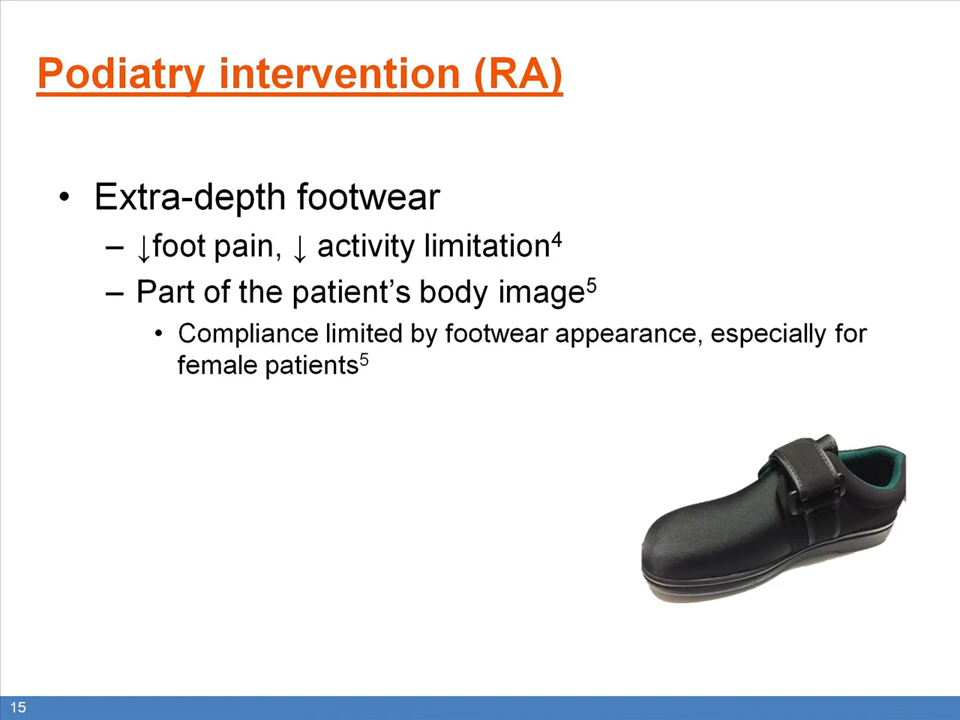 Podiatry intervention (RA)
• Extra-depth footwear
– ↓foot pain, ↓ activity limitation⁴
– Part of the patient’s body image⁵
• Compliance limited by footwear appearance, especially for
female patients⁵
15